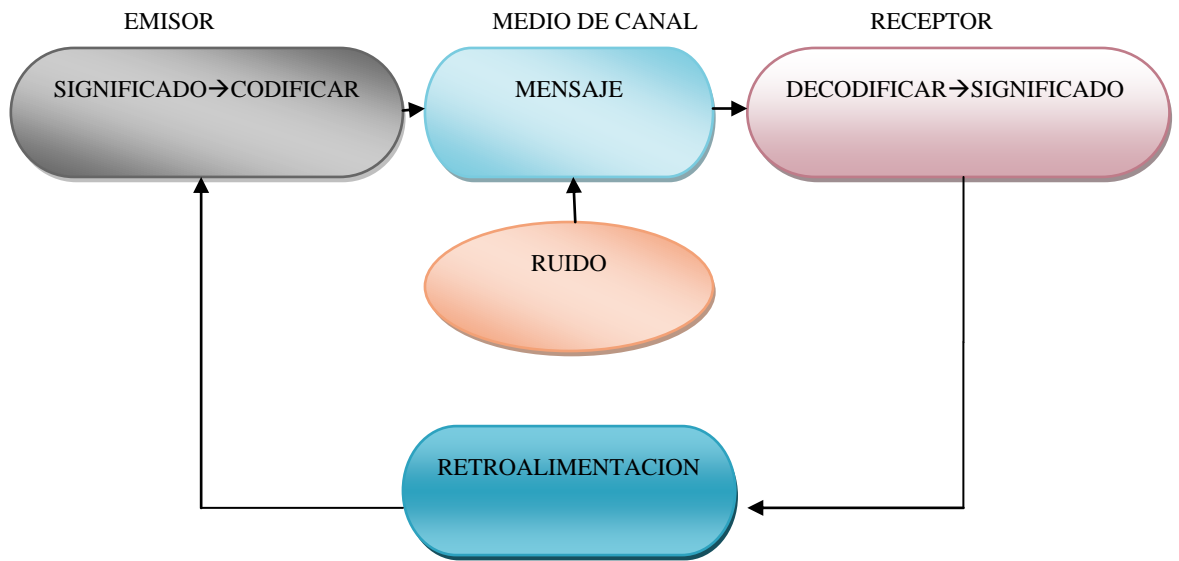 EMISOR
MEDIO DE CANAL
RECEPTOR
SIGNIFICADO→CODIFICAR
MENSAJE
DECODIFICAR→SIGNIFICADO
RUIDO
RETROALIMENTACION